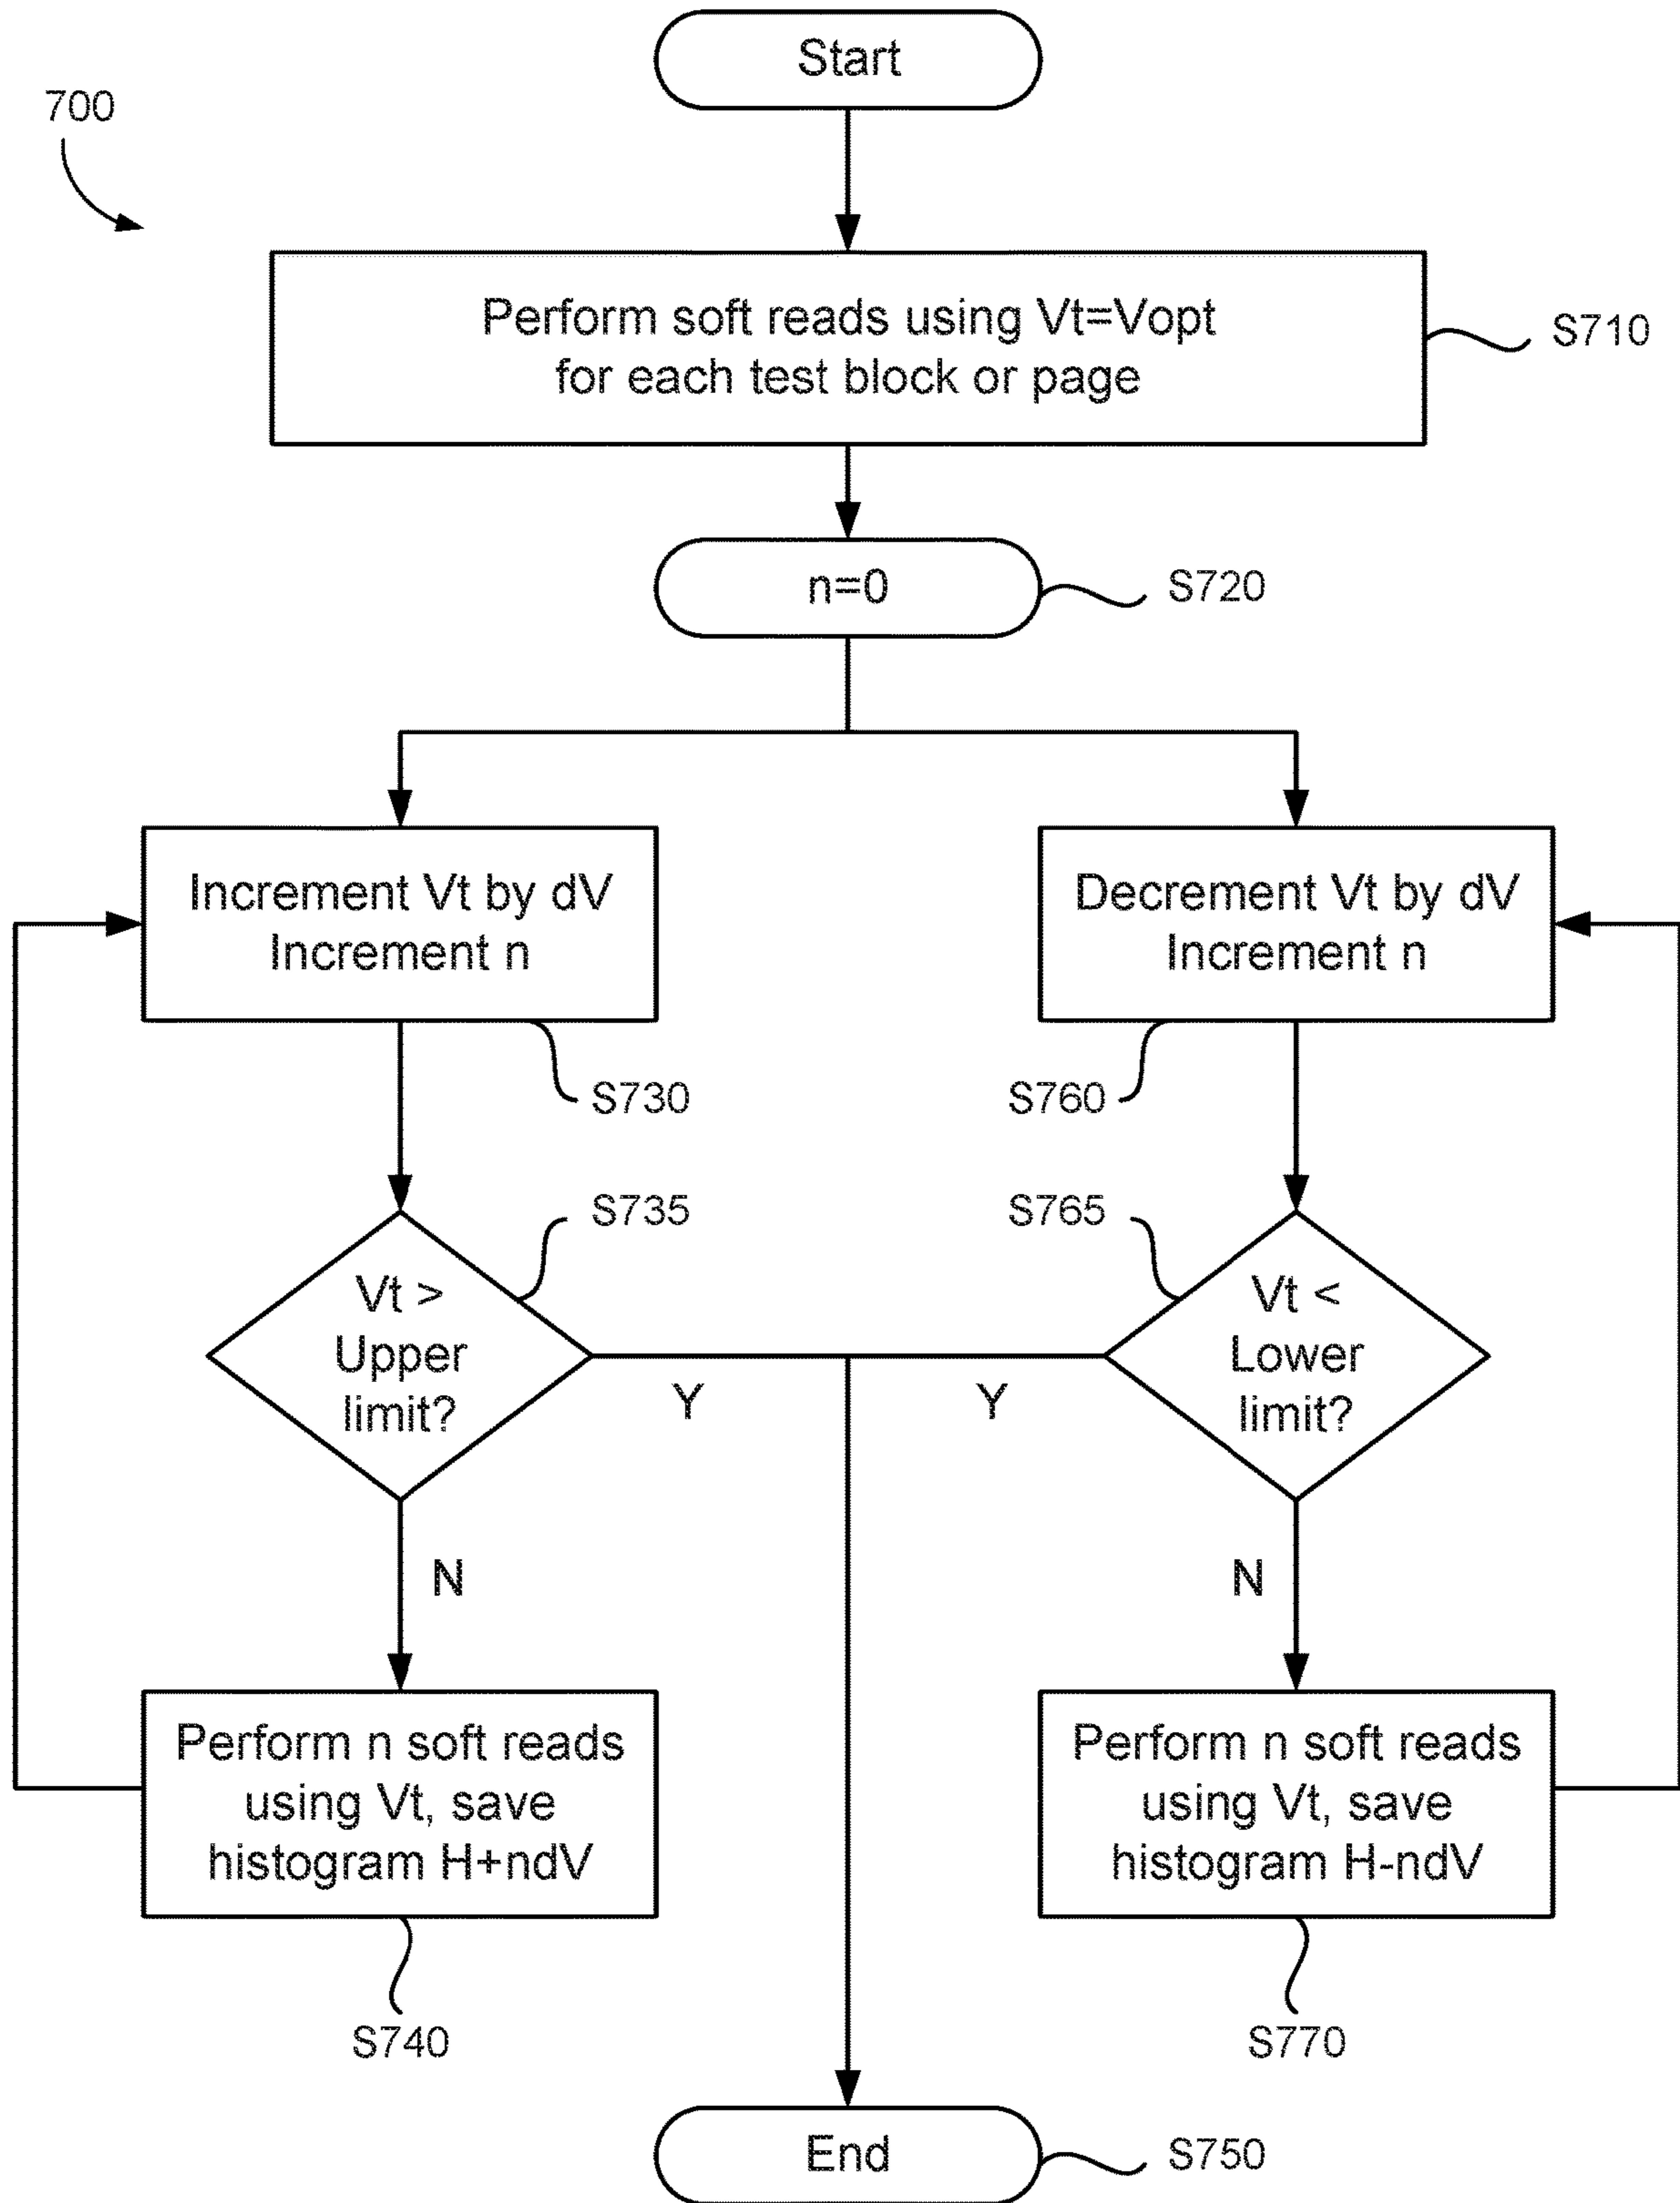 Start
700
Perform soft reads using Vt=Vopt
for each test block or page
S710
n=0
S720
Increment Vt by dV
Increment n
S730
Decrement Vt by dV
Increment n
S760
Vt >
Upper
limit?
S735
Y
N
Vt <
Lower
limit?
S765
Y
N
Perform n soft reads
using Vt, save
histogram H+ndV
S740
Perform n soft reads
using Vt, save
histogram H-ndV
S770
End
S750